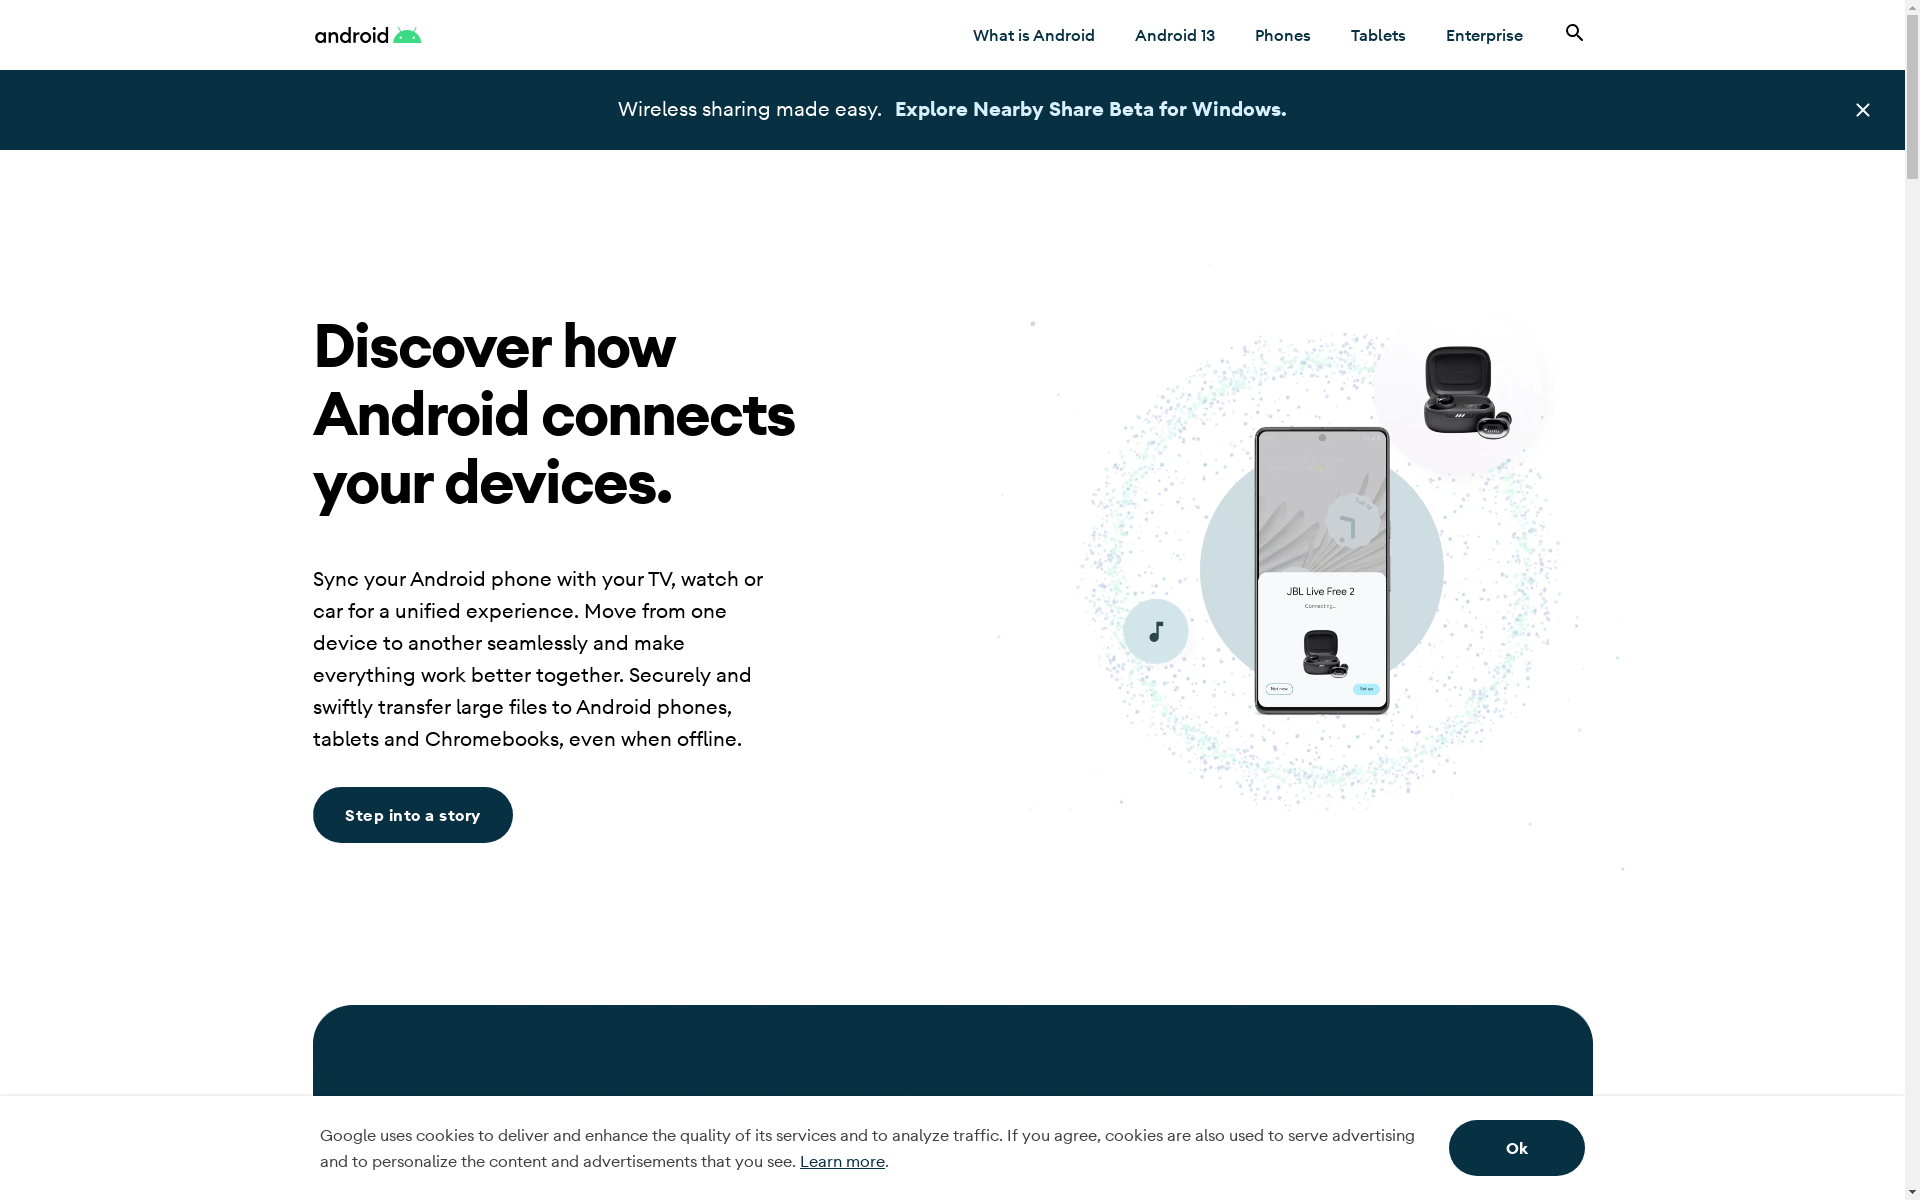 android
What is Android
Android 13
Phones
Tablets
Enterprise
Wireless sharing made easy. Explore Nearby Share Beta for Windows.
Discover how
Android connects
your devices.
Sync your Android phone with your TV, watch or
car for a unified experience. Move from one
device to another seamlessly and make
everything work better together. Securely and
swiftly transfer large files to Android phones,
tablets and Chromebooks, even when offline.
Step into a story
JBL Live Free 2
Connecting...
Not now
Set up
Google uses cookies to deliver and enhance the quality of its services and to analyze traffic. If you agree, cookies are also used to serve advertising
and to personalize the content and advertisements that you see. Learn more.
Ok